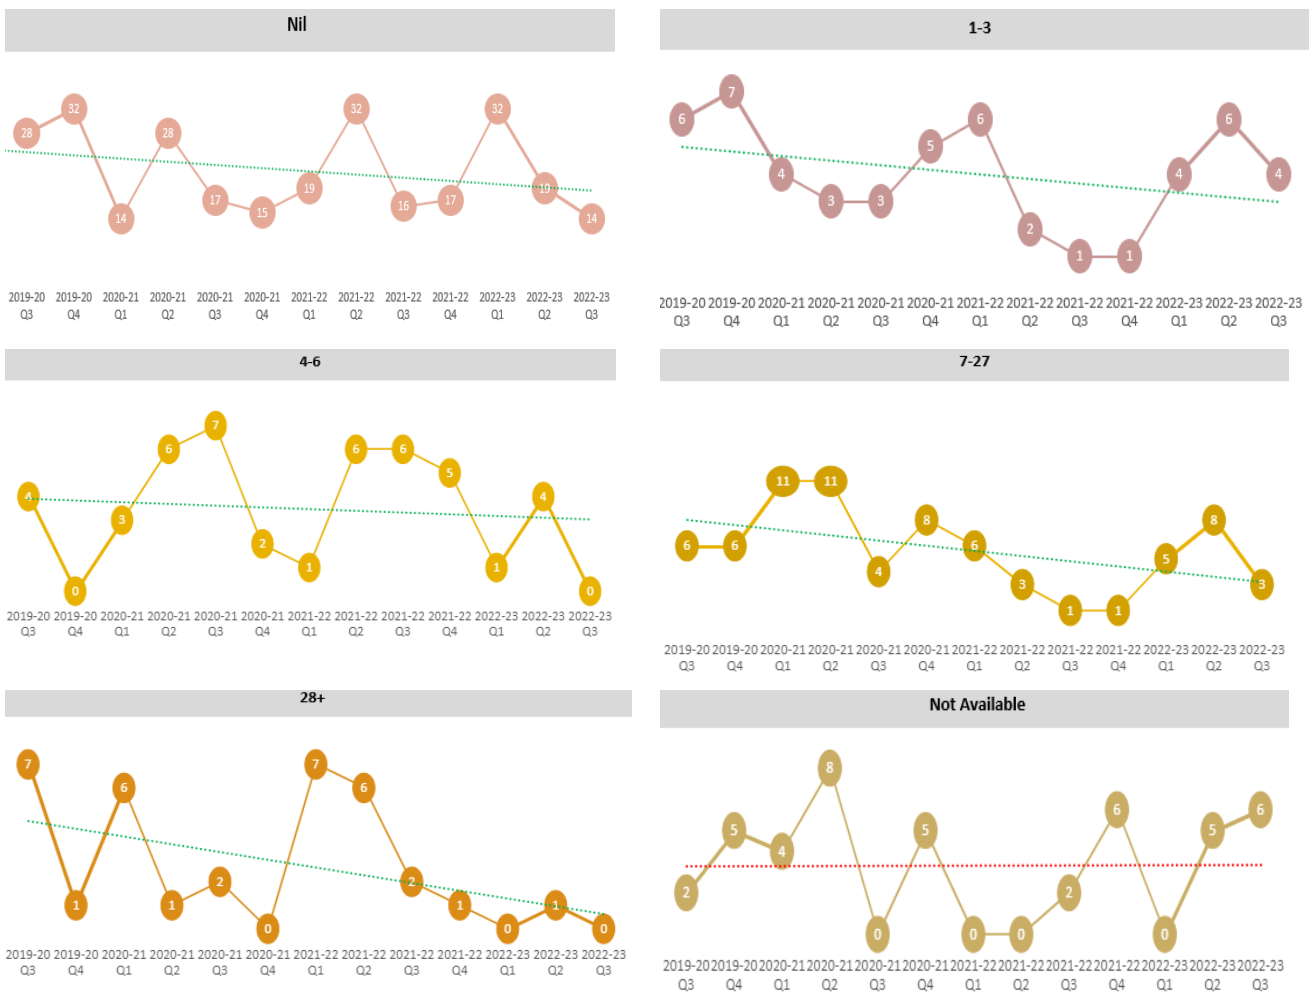 Nil
28 32 14 28 17 15 19 32 16 17 32 19 14
2019-20 2019-20 2020-21 2020-21 2020-21 2020-21 2021-22 2021-22 2021-22 2021-22 2022-23 2022-23 2022-23
Q3 Q4 Q1 Q2 Q3 Q4 Q1 Q2 Q3 Q4 Q1 Q2 Q3
1-3
6 7 4 3 3 5 6 2 1 1 4 6 4
2019-20 2019-20 2020-21 2020-21 2020-21 2020-21 2021-22 2021-22 2021-22 2021-22 2022-23 2022-23 2022-23
Q3 Q4 Q1 Q2 Q3 Q4 Q1 Q2 Q3 Q4 Q1 Q2 Q3
4-6
4 0 3 6 7 2 1 6 6 5 1 4 0
2019-20 2019-20 2020-21 2020-21 2020-21 2020-21 2021-22 2021-22 2021-22 2021-22 2022-23 2022-23 2022-23
Q3 Q4 Q1 Q2 Q3 Q4 Q1 Q2 Q3 Q4 Q1 Q2 Q3
7-27
6 6 11 11 4 8 6 3 1 1 5 8 3
2019-20 2019-20 2020-21 2020-21 2020-21 2020-21 2021-22 2021-22 2021-22 2021-22 2022-23 2022-23 2022-23
Q3 Q4 Q1 Q2 Q3 Q4 Q1 Q2 Q3 Q4 Q1 Q2 Q3
28+
7 1 6 1 2 0 7 6 2 1 0 1 0
2019-20 2019-20 2020-21 2020-21 2020-21 2020-21 2021-22 2021-22 2021-22 2021-22 2022-23 2022-23 2022-23
Q3 Q4 Q1 Q2 Q3 Q4 Q1 Q2 Q3 Q4 Q1 Q2 Q3
Not Available
2 5 4 8 0 5 0 0 2 6 0 5 6
2019-20 2019-20 2020-21 2020-21 2020-21 2020-21 2021-22 2021-22 2021-22 2021-22 2022-23 2022-23 2022-23
Q3 Q4 Q1 Q2 Q3 Q4 Q1 Q2 Q3 Q4 Q1 Q2 Q3